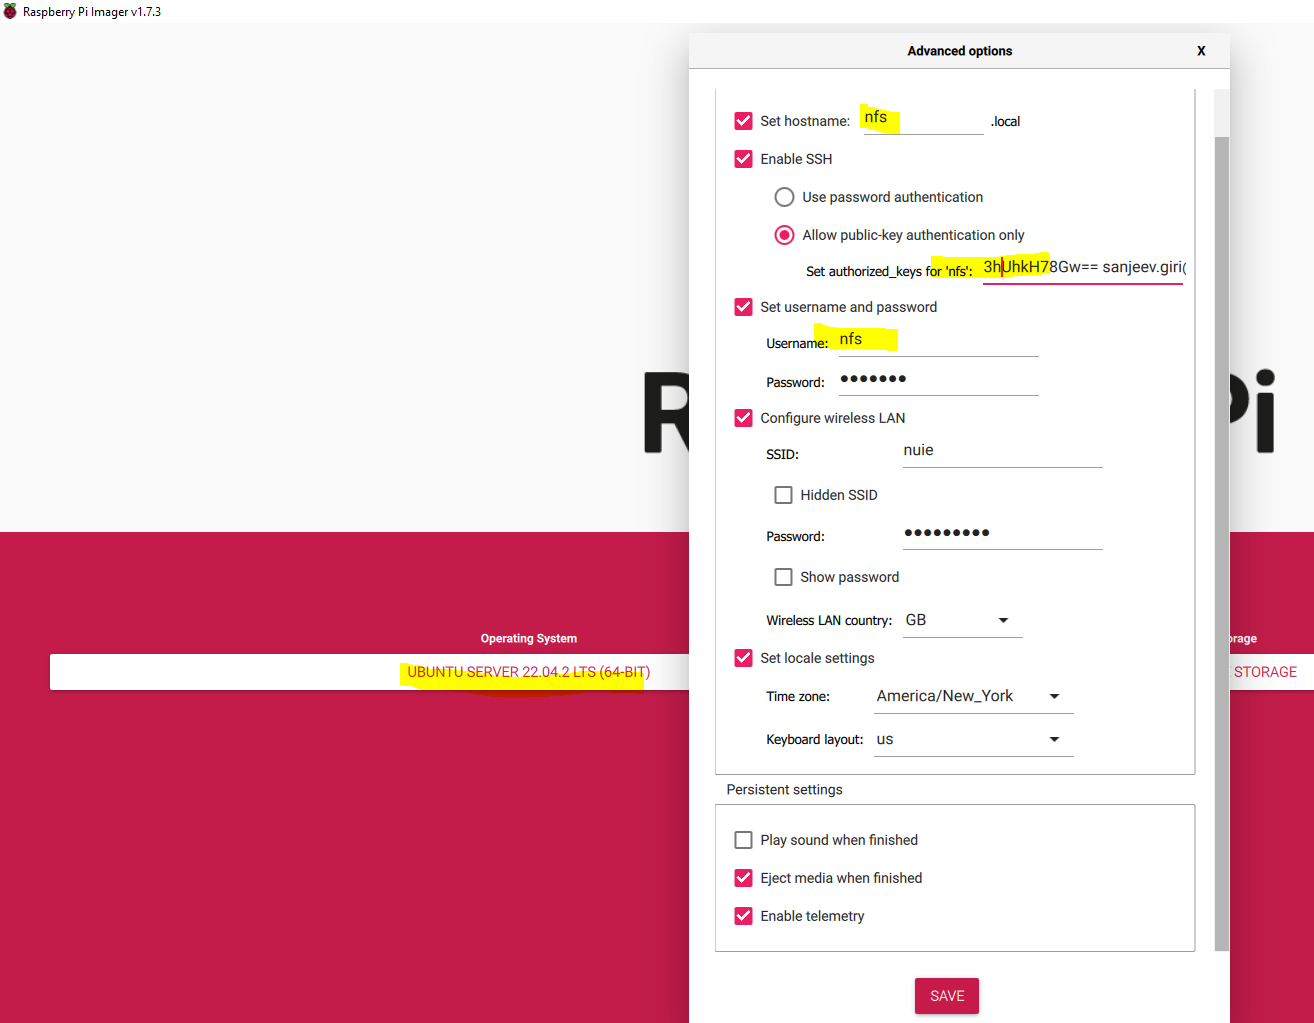 Raspberry Pi Imager v1.7.3
Advanced options
X
Set hostname: nfs .local
Enable SSH
Use password authentication
Allow public-key authentication only
Set authorized_keys for 'nfs': 3hUhkH78Gw== sanjeev.giri(
Set username and password
Username: nfs
Password: ●●●●●●●
R
Pi
Configure wireless LAN
SSID: nuie
Hidden SSID
Password: ●●●●●●●●●
Show password
Wireless LAN country: GB
Operating System
orage
UBUNTU SERVER 22.04.2 LTS (64-BIT)
STORAGE
Set locale settings
Time zone: America/New_York
Keyboard layout: us
Persistent settings
Play sound when finished
Eject media when finished
Enable telemetry
SAVE